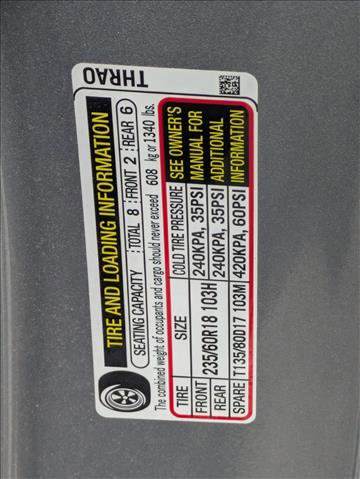 THRAO
TIRE AND LOADING INFORMATION
SEATING CAPACITY TOTAL 8 FRONT 2 REAR 6
The combined weight of occupants and cargo should never exceed 608 kg or 1340 lbs.
TIRE SIZE COLD TIRE PRESSURE SEE OWNER'S
FRONT 235/60R18 103H 240KPA, 35PSI MANUAL FOR
REAR 235/60R18 103H 240KPA, 35PSI ADDITIONAL
SPARE T135/80D17 103M 420KPA, 60PSI INFORMATION